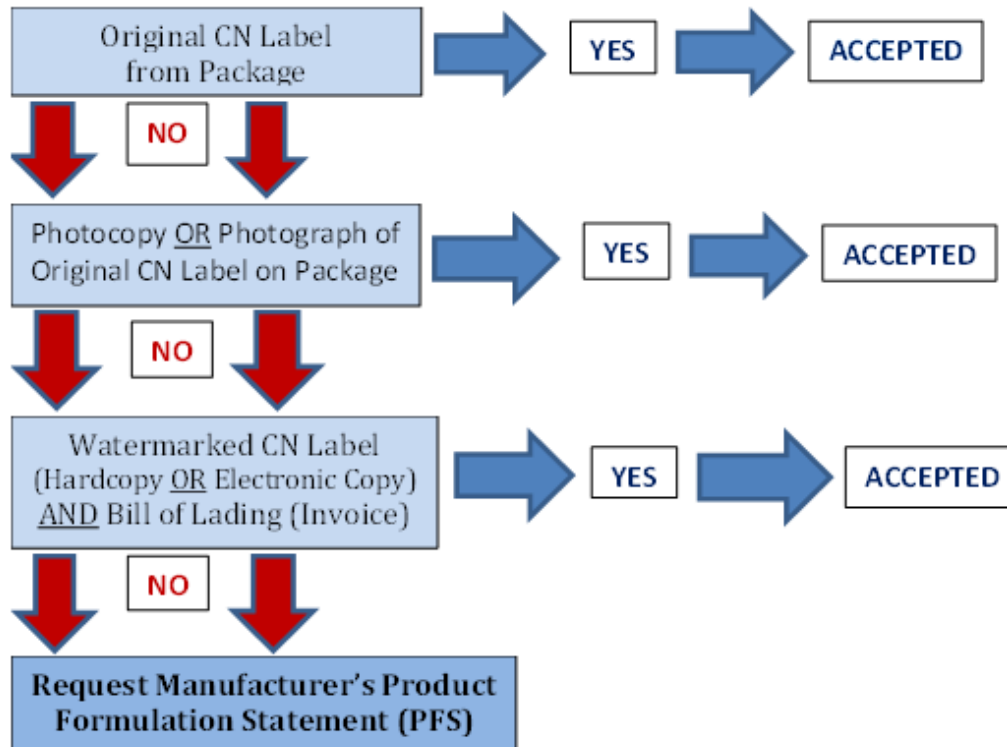 Original CN Label
from Package
YES
ACCEPTED
NO
Photocopy OR Photograph of
Original CN Label on Package
YES
ACCEPTED
NO
Watermarked CN Label
(Hardcopy OR Electronic Copy)
AND Bill of Lading (Invoice)
YES
ACCEPTED
NO
Request Manufacturer’s Product
Formulation Statement (PFS)